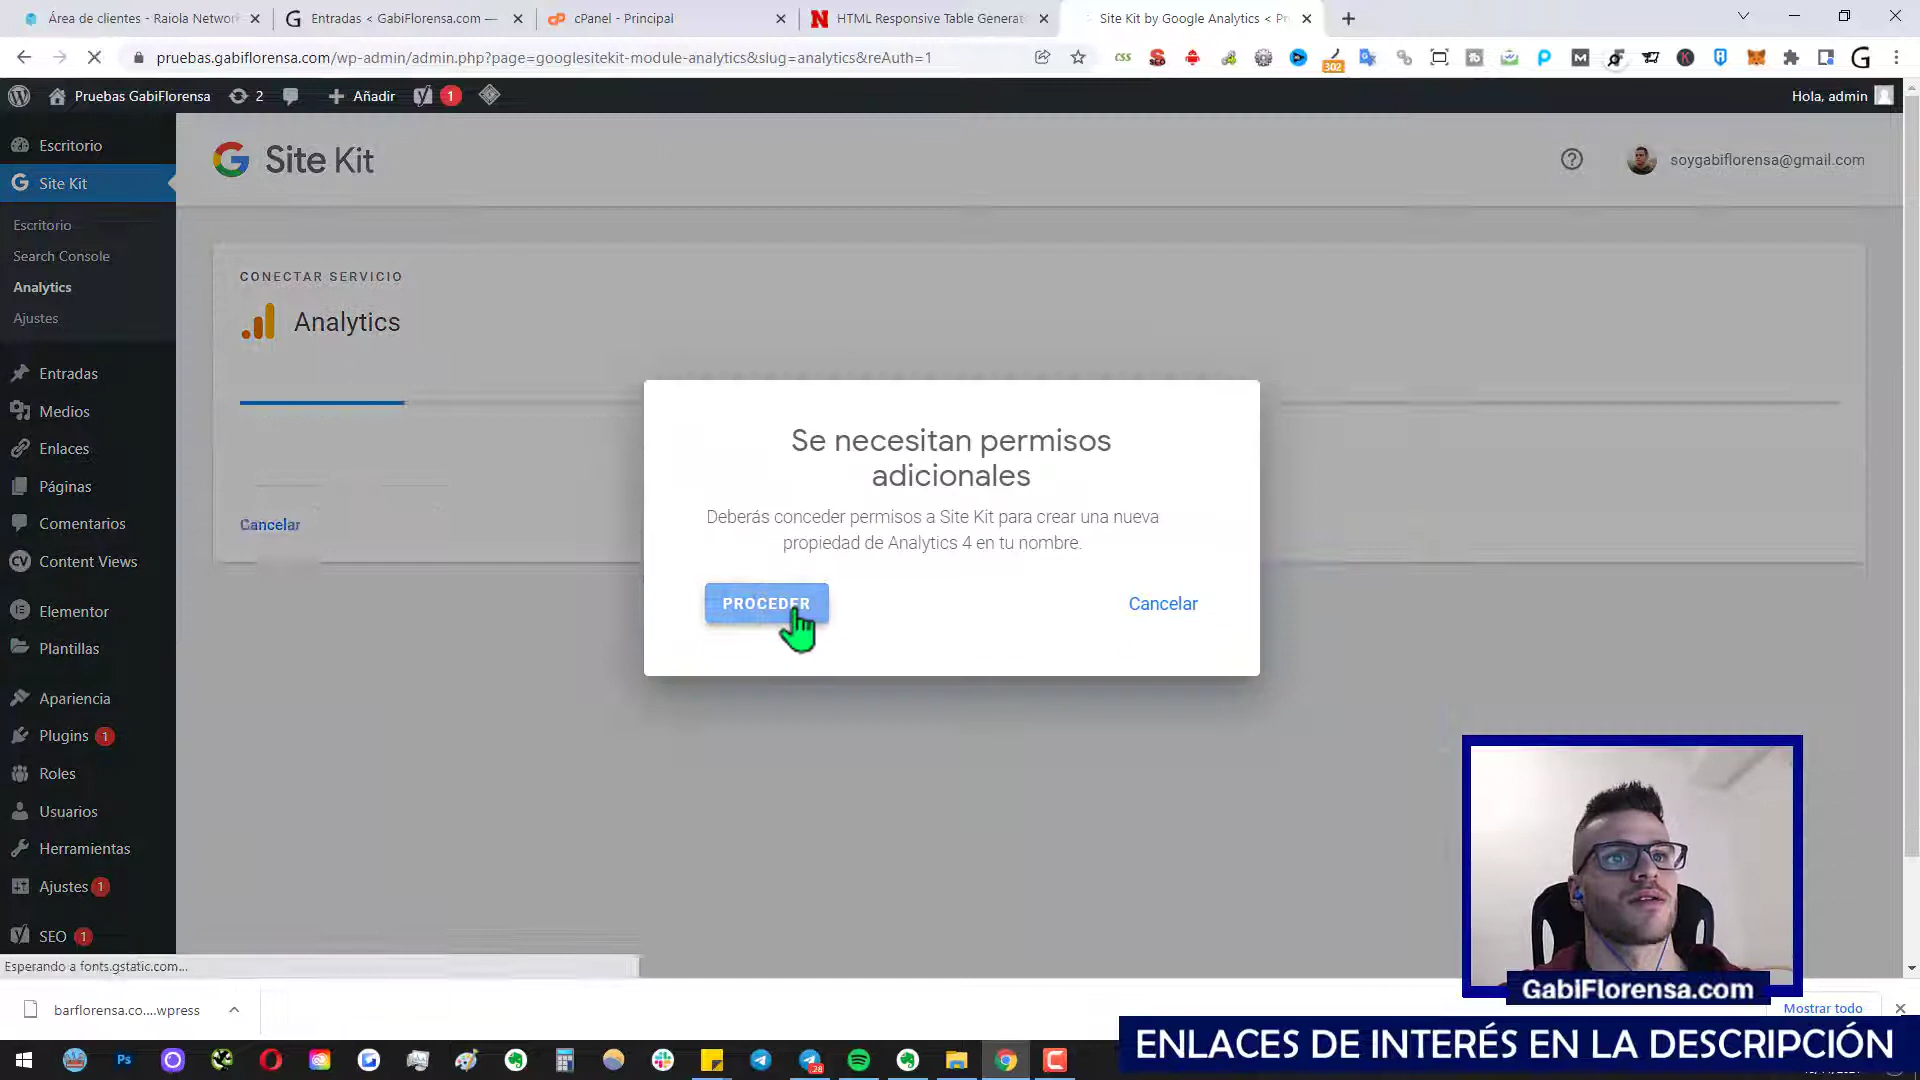 Área de clientes - Raiola Network
Entradas < GabiFlorensa.com —
cPanel - Principal
HTML Responsive Table Generat
Site Kit by Google Analytics < Pr
pruebas.gabiflorensa.com/wp-admin/admin.php?page=googlesitekit-module-analytics&slug=analytics&reAuth=1
css
302
Pruebas GabiFlorensa
2
Añadir
1
Hola, admin
Escritorio
Site Kit
Escritorio
Search Console
Analytics
Ajustes
Entradas
Medios
Enlaces
Páginas
Comentarios
Content Views
Elementor
Plantillas
Apariencia
Plugins 1
Roles
Usuarios
Herramientas
Ajustes 1
SEO 1
Site Kit
soygabiflorensa@gmail.com
CONECTAR SERVICIO
Analytics
Cancelar
Se necesitan permisos
adicionales
Deberás conceder permisos a Site Kit para crear una nueva
propiedad de Analytics 4 en tu nombre.
PROCEDER
Cancelar
Esperando a fonts.gstatic.com...
GabiFlorensa.com
barflorensa.co....wpress
Mostrar todo
ENLACES DE INTERÉS EN LA DESCRIPCIÓN
Ps
28